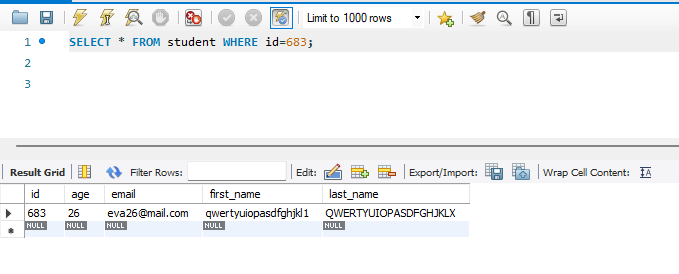 Limit to 1000 rows
1 SELECT * FROM student WHERE id=683;
2
3
Result Grid Filter Rows: Edit: Export/Import: Wrap Cell Content:
id age email first_name last_name
683 26 eva26@mail.com qwertyuiopasdfghjkl1 QWERTYUIOPASDFGHJKLX
NULL NULL NULL NULL NULL